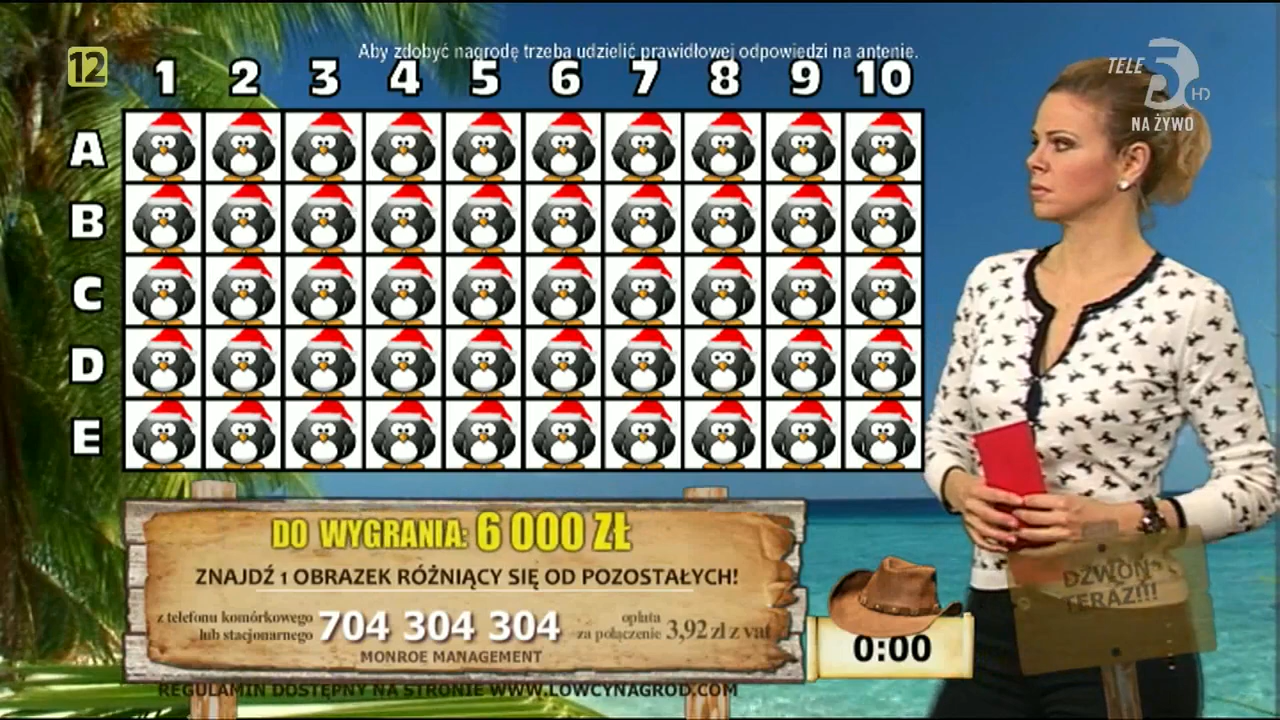 Aby zdobyć nagrodę trzeba udzielić prawidłowej odpowiedzi na antenie.
12
TELE 5 HD
NA ŻYWO
1 2 3 4 5 6 7 8 9 10
A
B
C
D
E
DO WYGRANIA: 6 000 ZŁ
ZNAJDŹ 1 OBRAZEK RÓŻNIĄCY SIĘ OD POZOSTAŁYCH!
z telefonu komórkowego
lub stacjonarnego
704 304 304
opłata
za połączenie 3,92 zł z vat
MONROE MANAGEMENT
0:00
DZWOŃ
TERAZ!!!
REGULAMIN DOSTĘPNY NA STRONIE WWW.LOWCYNAGROD.COM